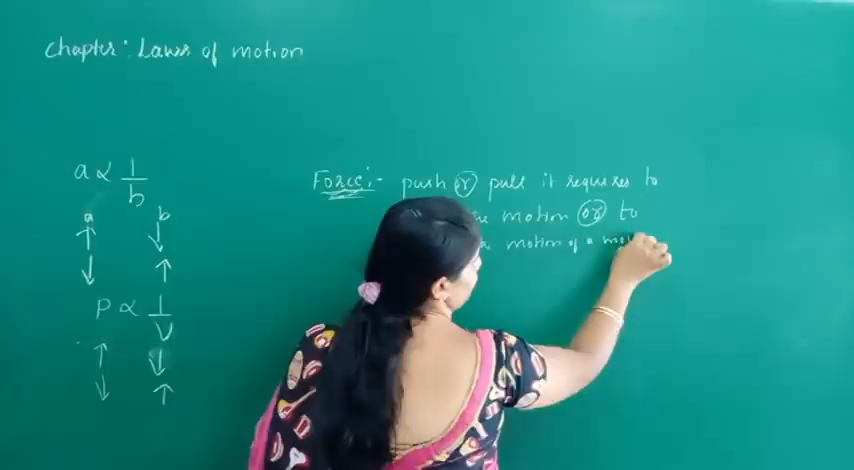 Chapter: Laws of motion
a ∝ 1/b
a b
↑ ↓
↓ ↑
P ∝ 1/V
↑ ↓
↓ ↑
Force:- push or pull it requires to
motion or to
motion of a